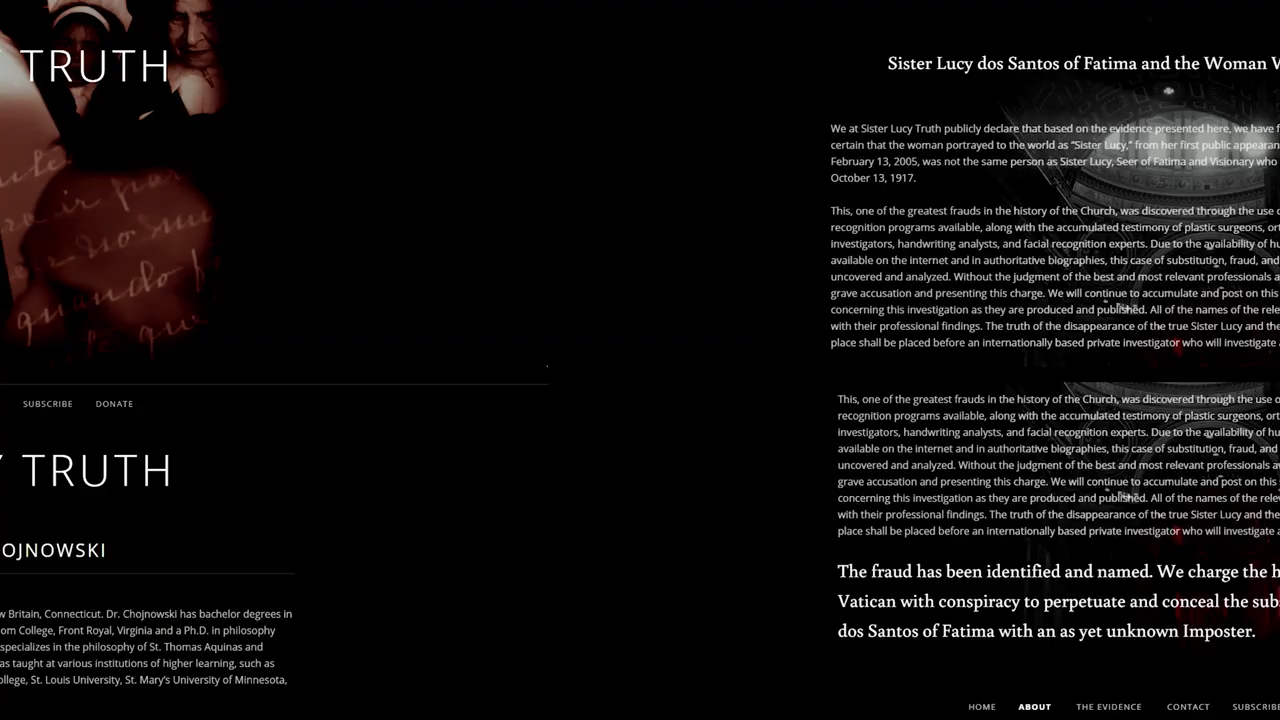 TRUTH
SUBSCRIBE DONATE
Y TRUTH
OJNOWSKI
w Britain, Connecticut. Dr. Chojnowski has bachelor degrees in
om College, Front Royal, Virginia and a Ph.D. in philosophy
specializes in the philosophy of St. Thomas Aquinas and
as taught at various institutions of higher learning, such as
ollege, St. Louis University, St. Mary's University of Minnesota,
Sister Lucy dos Santos of Fatima and the Woman W
We at Sister Lucy Truth publicly declare that based on the evidence presented here, we have f
certain that the woman portrayed to the world as "Sister Lucy," from her first public appearan
February 13, 2005, was not the same person as Sister Lucy, Seer of Fatima and Visionary who
October 13, 1917.
This, one of the greatest frauds in the history of the Church, was discovered through the use o
recognition programs available, along with the accumulated testimony of plastic surgeons, ort
investigators, handwriting analysts, and facial recognition experts. Due to the availability of hu
available on the internet and in authoritative biographies, this case of substitution, fraud, and
uncovered and analyzed. Without the judgment of the best and most relevant professionals a
grave accusation and presenting this charge. We will continue to accumulate and post on this
concerning this investigation as they are produced and published. All of the names of the rele
with their professional findings. The truth of the disappearance of the true Sister Lucy and the
place shall be placed before an internationally based private investigator who will investigate a
This, one of the greatest frauds in the history of the Church, was discovered through the use o
recognition programs available, along with the accumulated testimony of plastic surgeons, ort
investigators, handwriting analysts, and facial recognition experts. Due to the availability of hu
available on the internet and in authoritative biographies, this case of substitution, fraud, and
uncovered and analyzed. Without the judgment of the best and most relevant professionals av
grave accusation and presenting this charge. We will continue to accumulate and post on this
concerning this investigation as they are produced and published. All of the names of the rele
with their professional findings. The truth of the disappearance of the true Sister Lucy and the
place shall be placed before an internationally based private investigator who will investigate a
The fraud has been identified and named. We charge the h
Vatican with conspiracy to perpetuate and conceal the subs
dos Santos of Fatima with an as yet unknown Imposter.
HOME ABOUT THE EVIDENCE CONTACT SUBSCRIBE